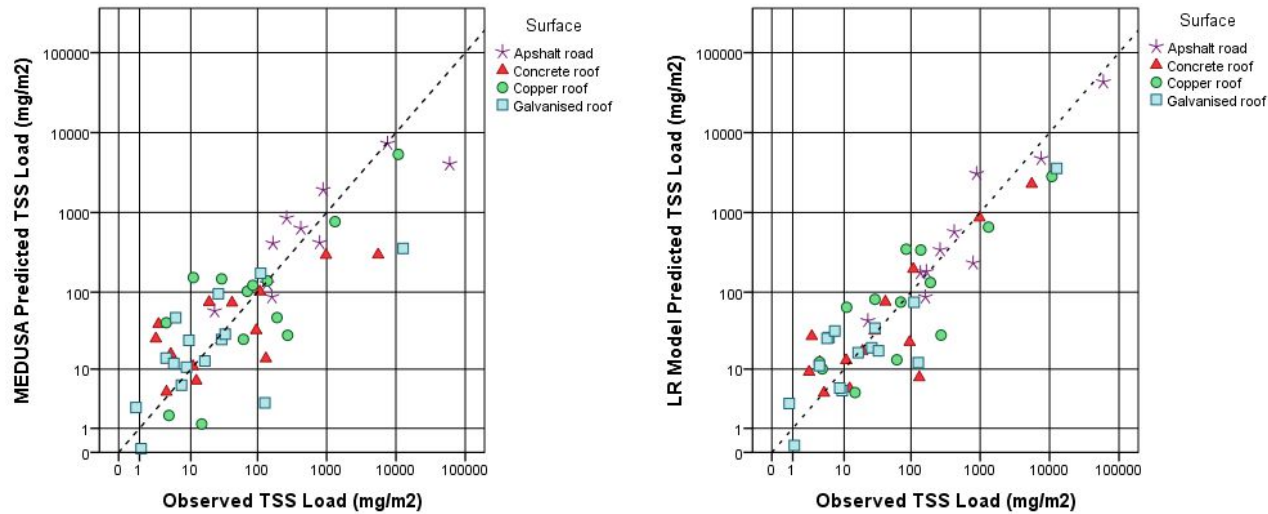 MEDUSA Predicted TSS Load (mg/m2)
100000
10000
1000
100
10
1
0
0 1 10 100 1000 10000 100000
Observed TSS Load (mg/m2)
Surface
Apshalt road
Concrete roof
Copper roof
Galvanised roof
LR Model Predicted TSS Load (mg/m2)
100000
10000
1000
100
10
1
0
0 1 10 100 1000 10000 100000
Observed TSS Load (mg/m2)
Surface
Apshalt road
Concrete roof
Copper roof
Galvanised roof